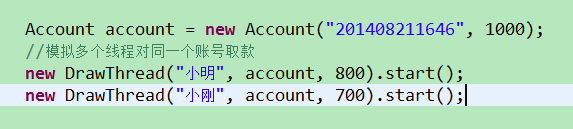 Account account = new Account("201408211646", 1000);
//模拟多个线程对同一个账号取款
new DrawThread("小明", account, 800).start();
new DrawThread("小刚", account, 700).start();